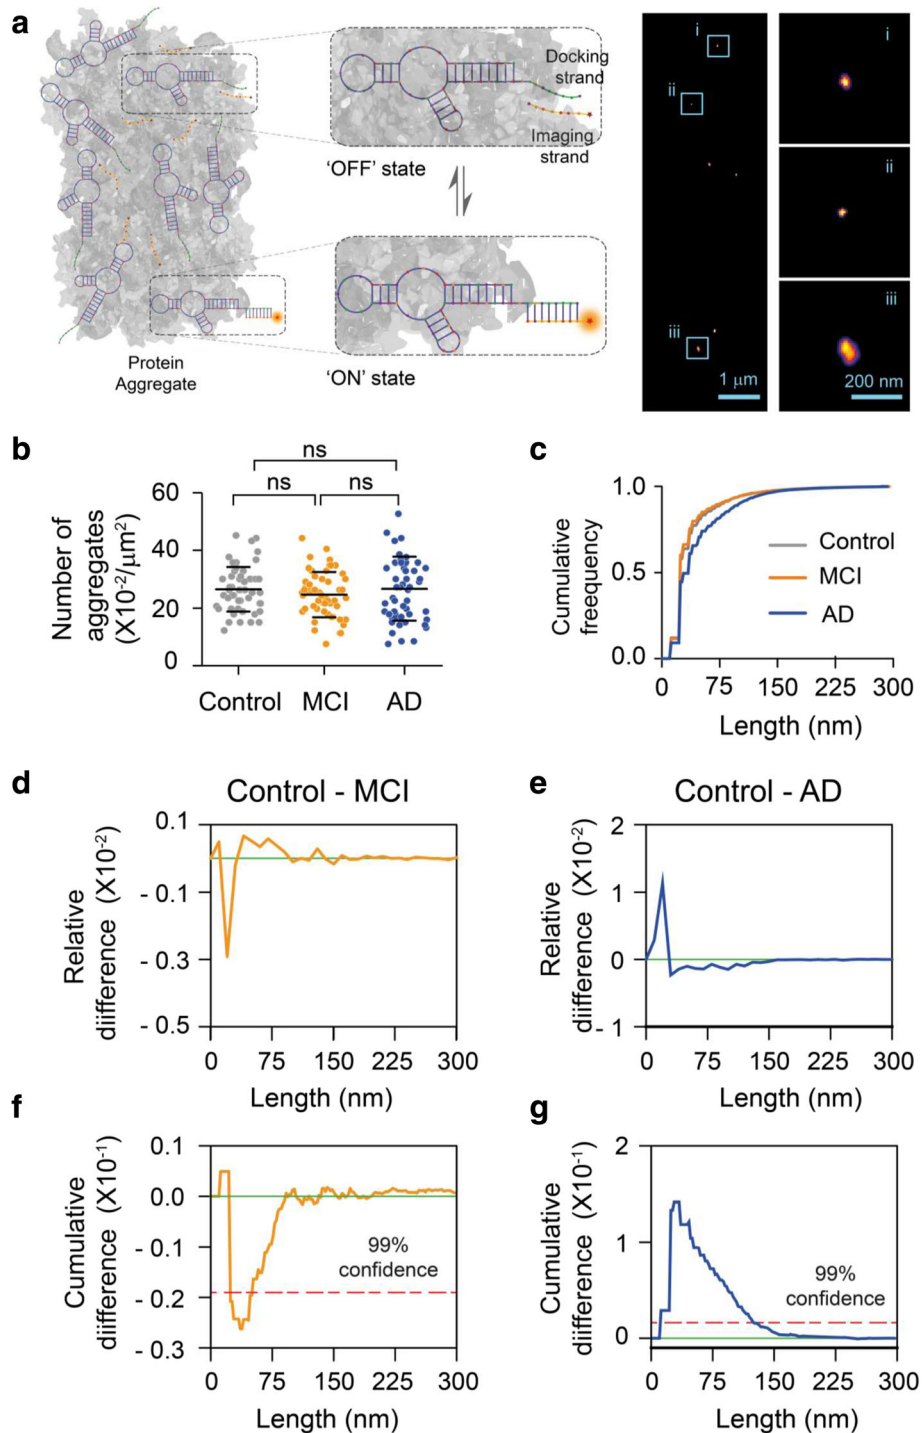 a
Docking
strand
Imaging
strand
'OFF' state
Protein
Aggregate
'ON' state
i
ii
iii
1 μm
i
ii
iii
200 nm
b
ns
ns
ns
Number of
aggregates
(X10-2/μm2)
60
40
20
0
Control
MCI
AD
c
Cumulative
freequency
1.0
0.5
0.0
Control
MCI
AD
0
75
150
225
300
Length (nm)
d
Control - MCI
Relative
diifference (X10-2)
0.1
- 0.1
- 0.3
- 0.5
0
75
150
225
300
Length (nm)
e
Control - AD
Relative
diifference (X10-2)
2
1
0
- 1
0
75
150
225
300
Length (nm)
f
Cumulative
diifference (X10-1)
0.1
0.0
- 0.1
- 0.2
- 0.3
99%
confidence
0
75
150
225
300
Length (nm)
g
Cumulative
diifference (X10-1)
2
1
0
99%
confidence
0
75
150
225
300
Length (nm)